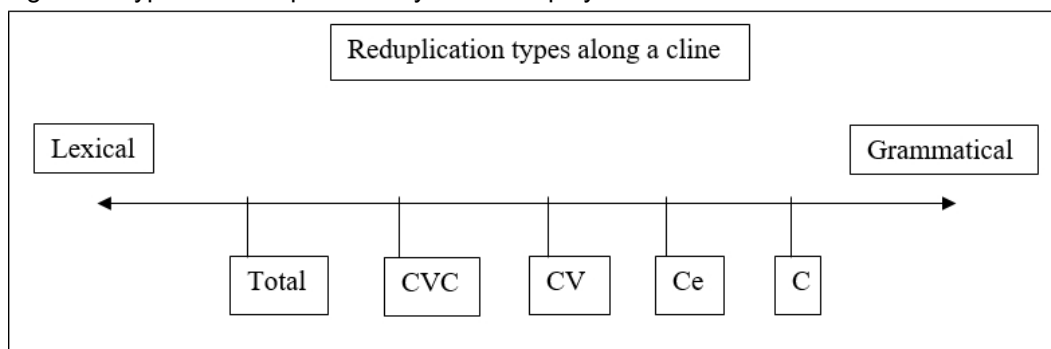 Reduplication types along a cline
Lexical
Grammatical
Total
CVC
CV
Ce
C